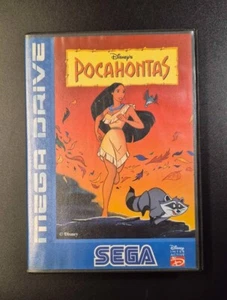 Disney's
POCAHONTAS
MEGA DRIVE
© Disney
SEGA